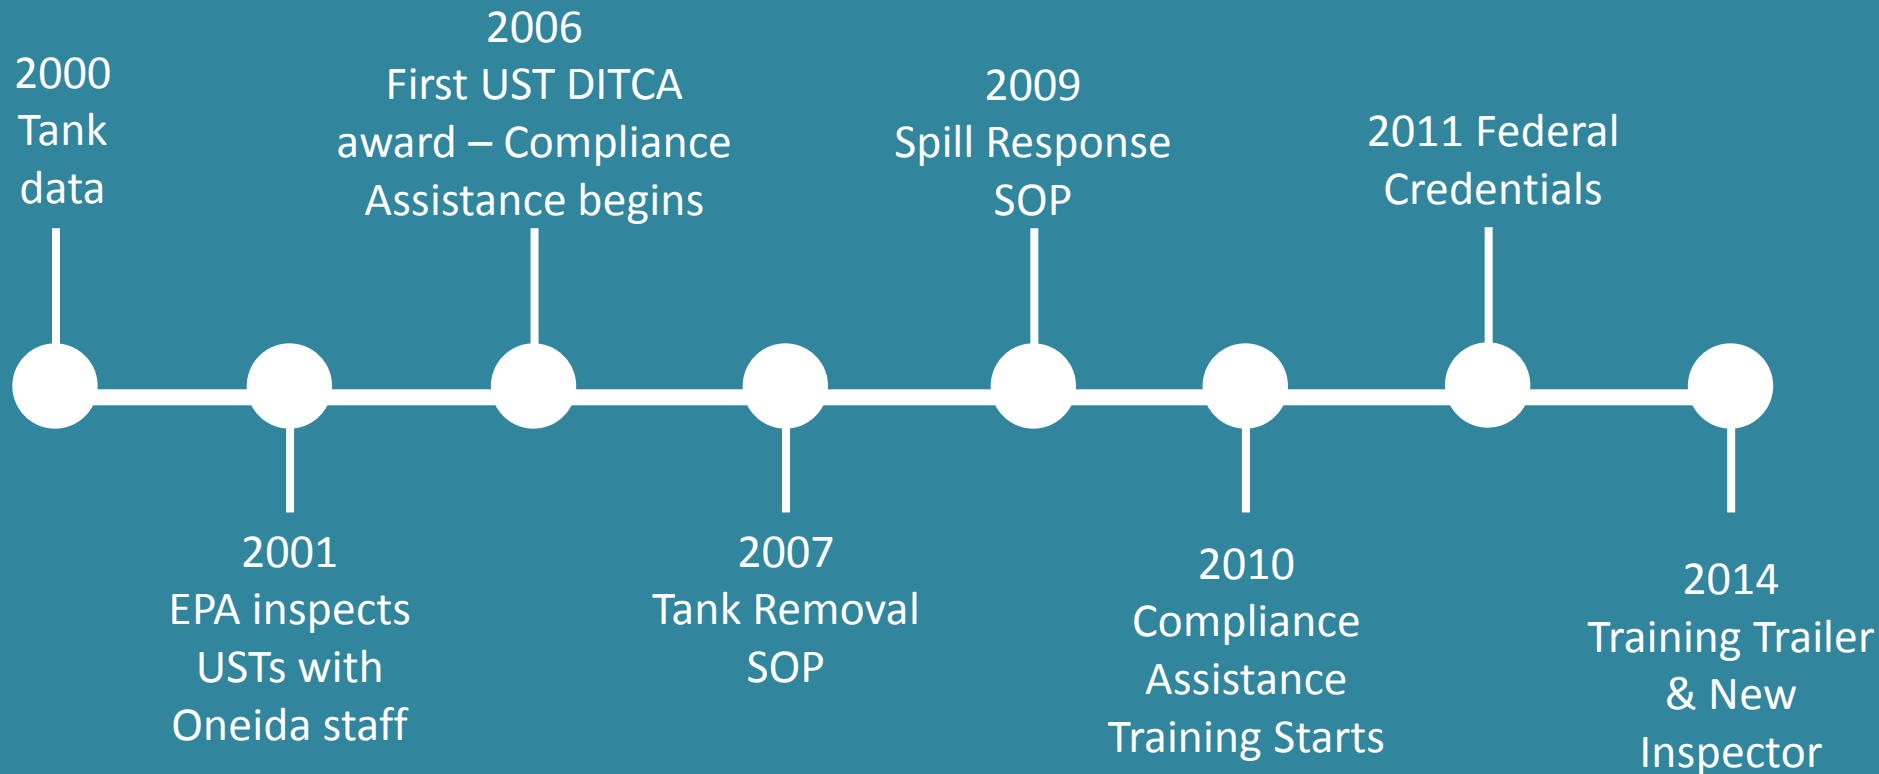 2000
Tank
data
2001
EPA inspects
USTs with
Oneida staff
2006
First UST DITCA
award – Compliance
Assistance begins
2007
Tank Removal
SOP
2009
Spill Response
SOP
2010
Compliance
Assistance
Training Starts
2011 Federal
Credentials
2014
Training Trailer
& New
Inspector